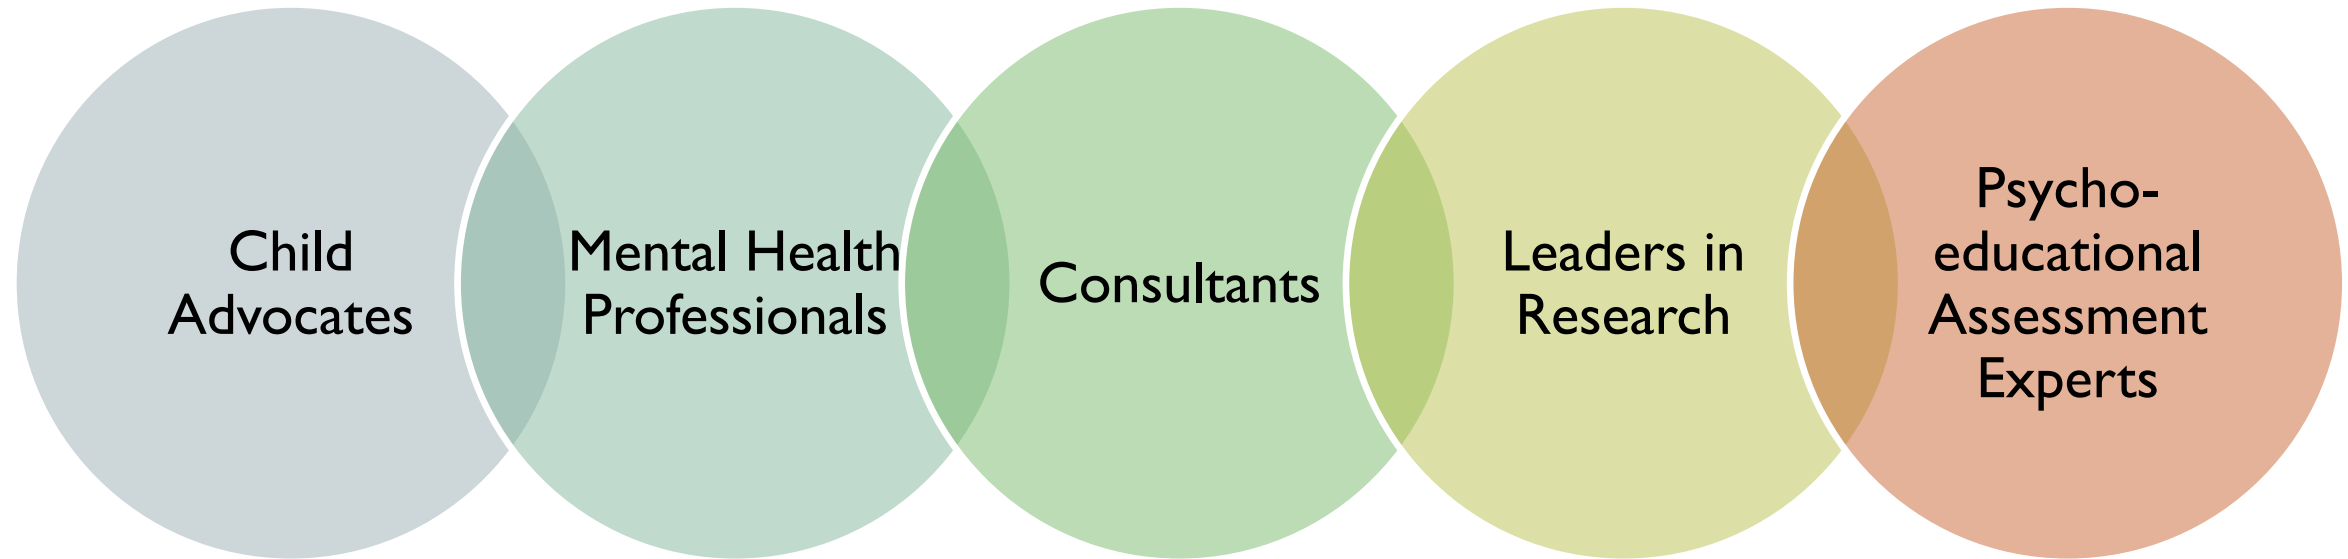 Child
Advocates
Mental Health
Professionals
Consultants
Leaders in
Research
Psycho-
educational
Assessment
Experts